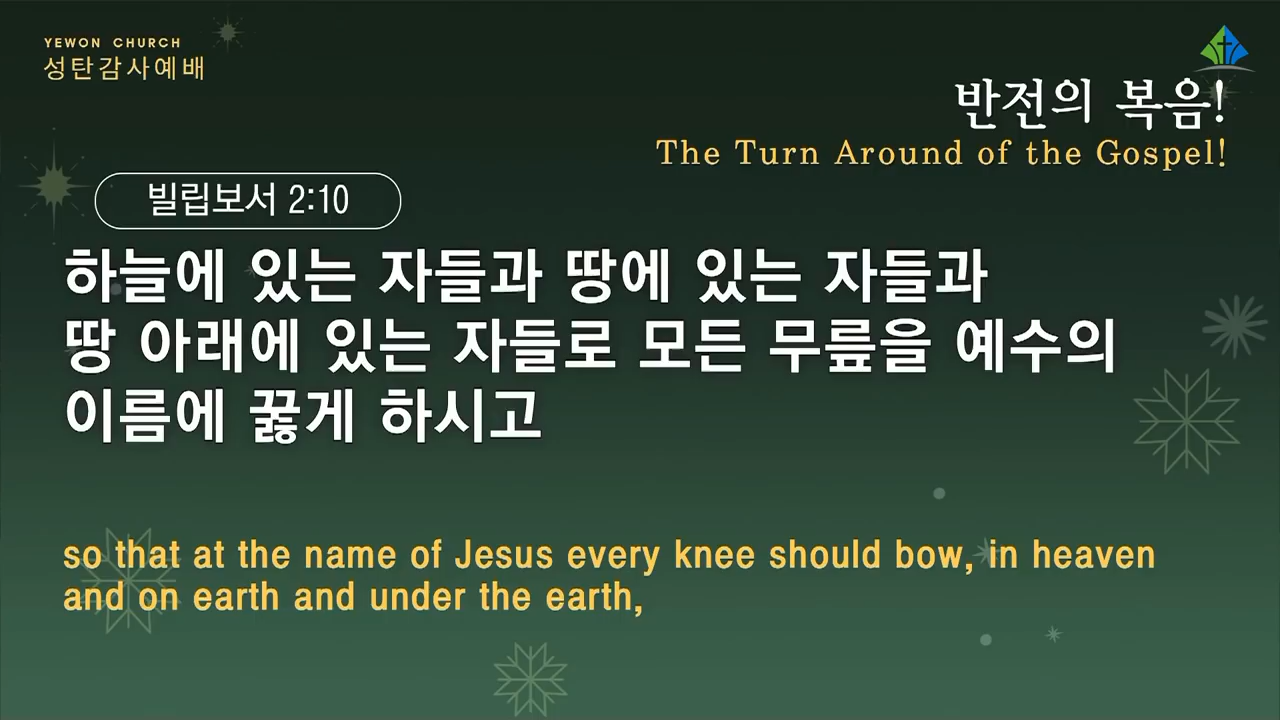 YEWON CHURCH
성탄감사예배
반전의 복음!
The Turn Around of the Gospel!
빌립보서 2:10
하늘에 있는 자들과 땅에 있는 자들과
땅 아래에 있는 자들로 모든 무릎을 예수의
이름에 꿇게 하시고
so that at the name of Jesus every knee should bow, in heaven
and on earth and under the earth,